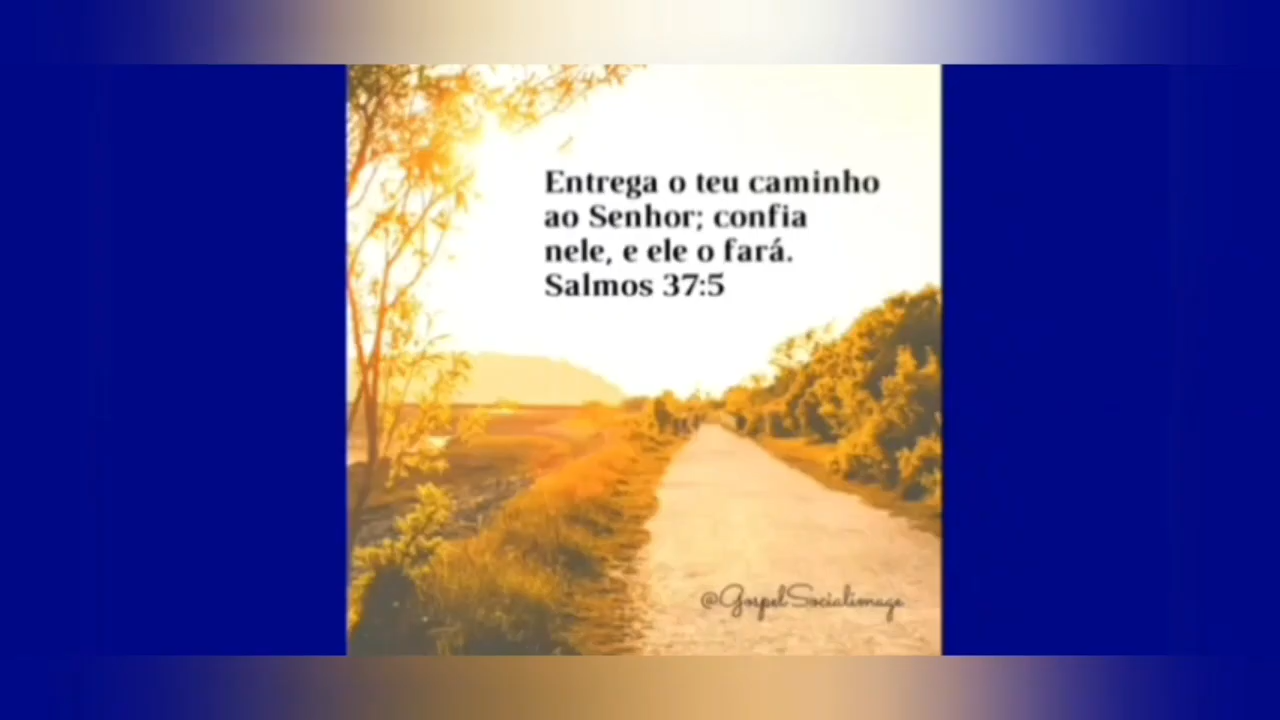 Entrega o teu caminho
ao Senhor; confia
nele, e ele o fará.
Salmos 37:5
@GospelSocialimage